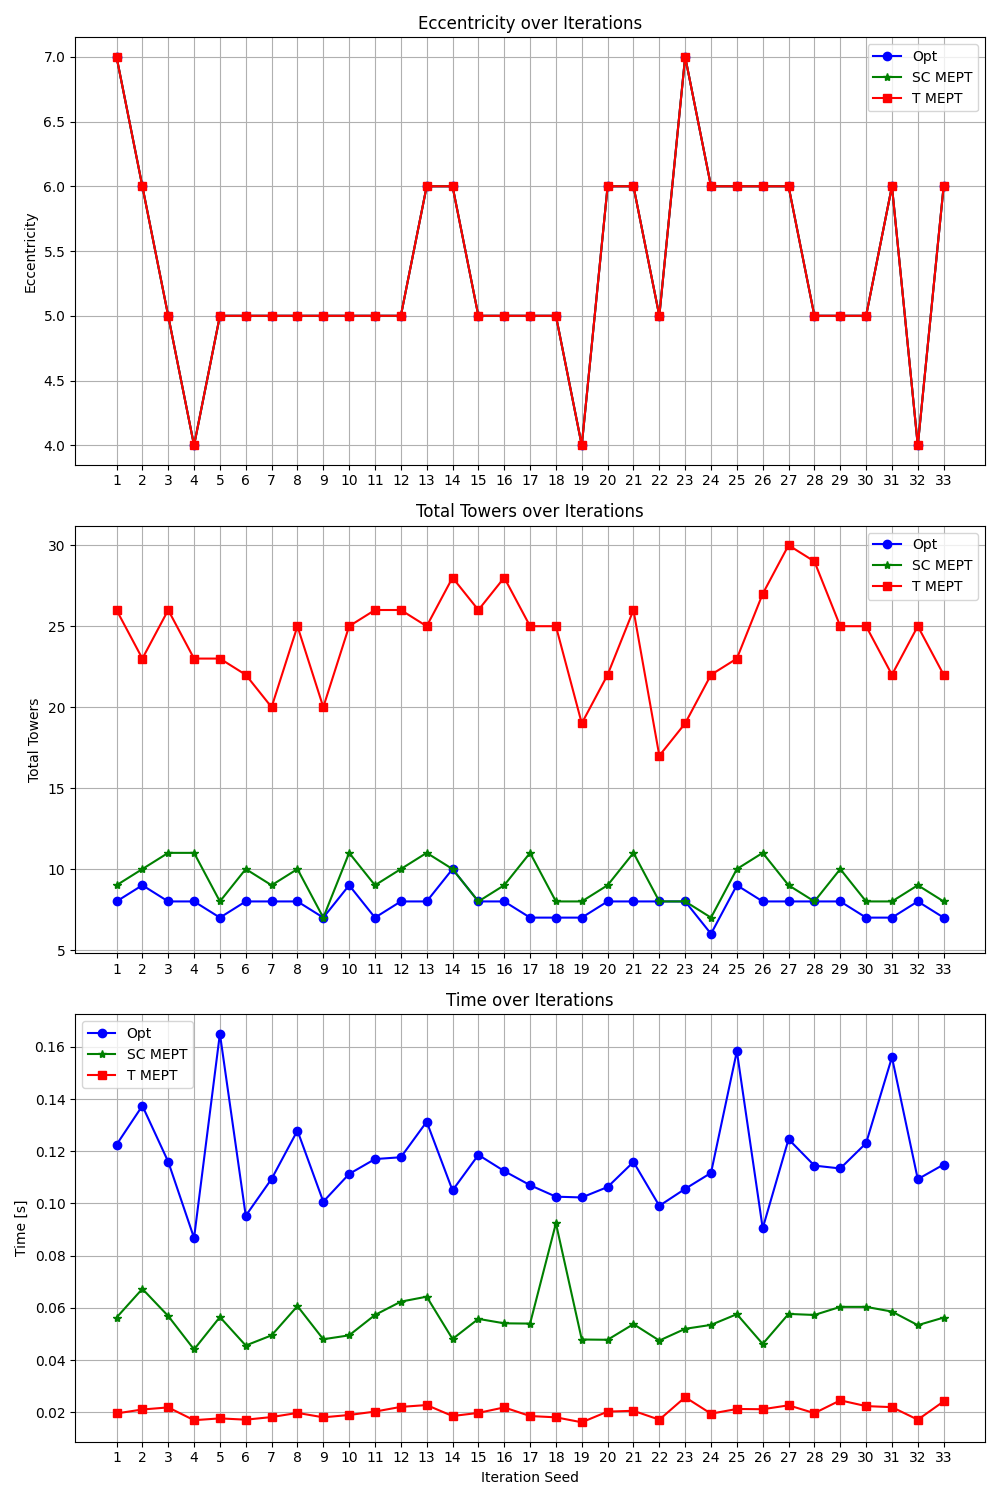 Eccentricity over Iterations
Opt
SC MEPT
T MEPT
7.0
6.5
6.0
5.5
5.0
4.5
4.0
Eccentricity
1 2 3 4 5 6 7 8 9 10 11 12 13 14 15 16 17 18 19 20 21 22 23 24 25 26 27 28 29 30 31 32 33
Total Towers over Iterations
Opt
SC MEPT
T MEPT
30
25
20
15
10
5
Total Towers
1 2 3 4 5 6 7 8 9 10 11 12 13 14 15 16 17 18 19 20 21 22 23 24 25 26 27 28 29 30 31 32 33
Time over Iterations
Opt
SC MEPT
T MEPT
0.16
0.14
0.12
0.10
0.08
0.06
0.04
0.02
Time [s]
1 2 3 4 5 6 7 8 9 10 11 12 13 14 15 16 17 18 19 20 21 22 23 24 25 26 27 28 29 30 31 32 33
Iteration Seed